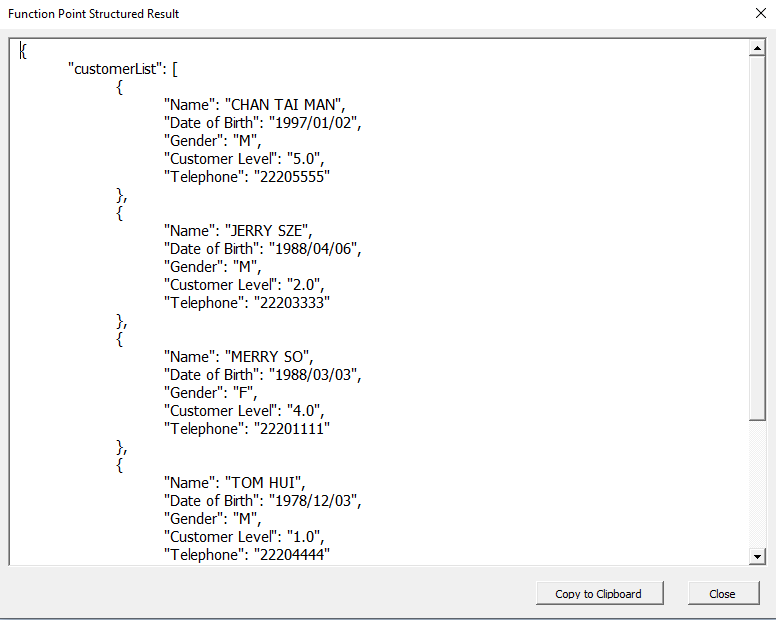 Function Point Structured Result
{
"customerList": [
{
"Name": "CHAN TAI MAN",
"Date of Birth": "1997/01/02",
"Gender": "M",
"Customer Level": "5.0",
"Telephone": "22205555"
},
{
"Name": "JERRY SZE",
"Date of Birth": "1988/04/06",
"Gender": "M",
"Customer Level": "2.0",
"Telephone": "22203333"
},
{
"Name": "MERRY SO",
"Date of Birth": "1988/03/03",
"Gender": "F",
"Customer Level": "4.0",
"Telephone": "22201111"
},
{
"Name": "TOM HUI",
"Date of Birth": "1978/12/03",
"Gender": "M",
"Customer Level": "1.0",
"Telephone": "22204444"
Copy to Clipboard
Close